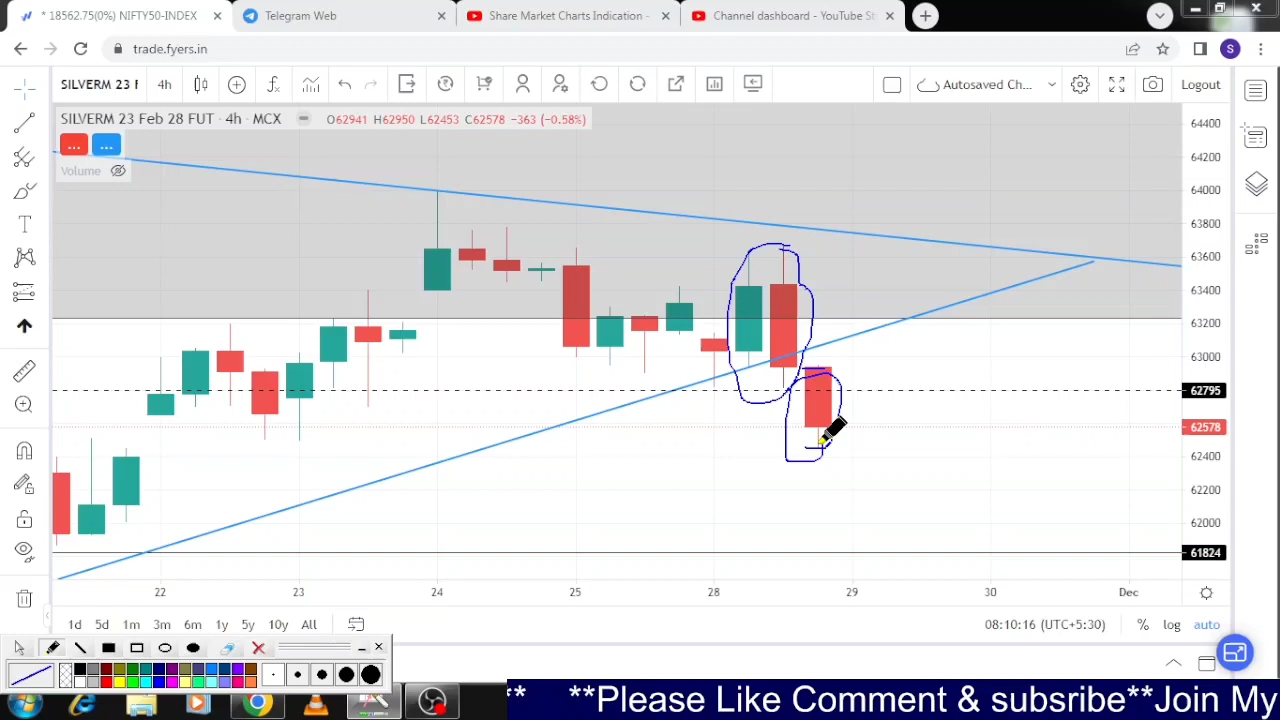 * 18562.75(0%) NIFTY50-INDEX
Telegram Web
Share Market Charts Indication -
Channel dashboard - YouTube St
trade.fyers.in
S
SILVERM 23 F
4h
Autosaved Ch...
Logout
SILVERM 23 Feb 28 FUT · 4h · MCX
O62941 H62950 L62453 C62578 −363 (−0.58%)
...
...
Volume
64400
64200
64000
63800
63600
63400
63200
63000
62795
62578
62400
62200
62000
61824
22
23
24
25
28
29
30
Dec
1d
5d
1m
3m
6m
1y
5y
10y
All
08:10:16 (UTC+5:30)
%
log
auto
** **Please Like Comment & subsribe**Join My